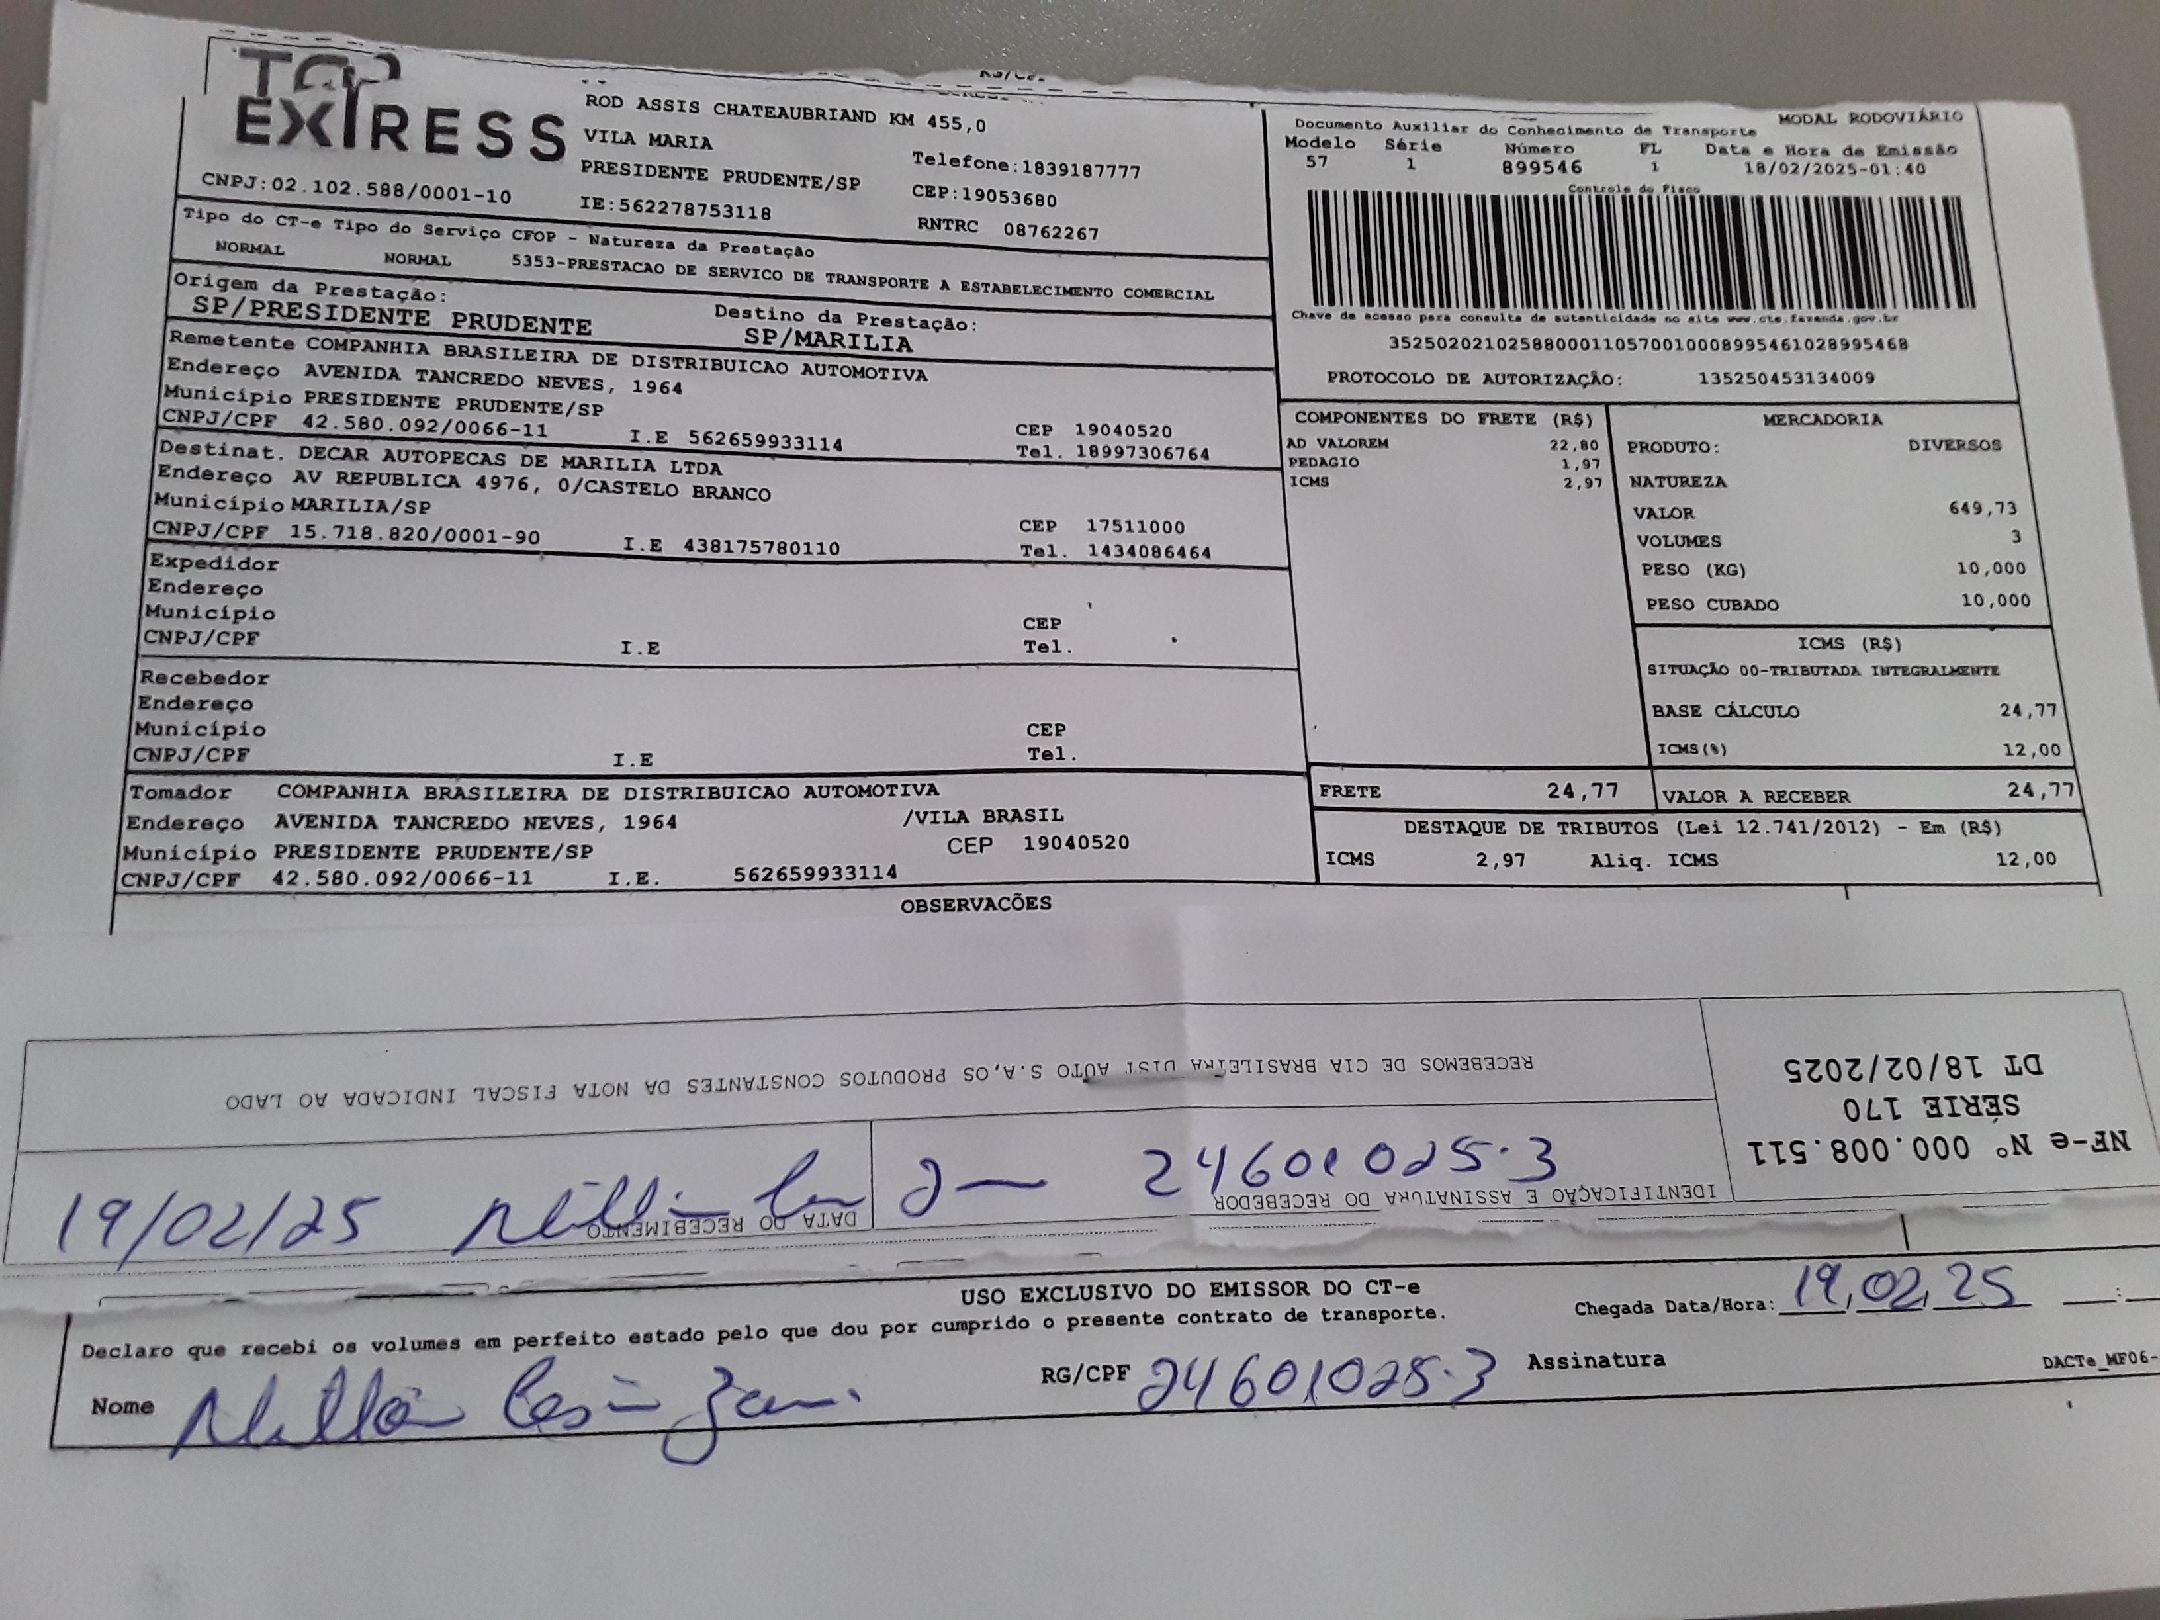 TOP
EXPRESS
ROD ASSIS CHATEAUBRIAND KM 455,0
VILA MARIA
PRESIDENTE PRUDENTE/SP
Telefone:1839187777
CNPJ:02.102.588/0001-10
IE:562278753118
CEP:19053680
RNTRC 08762267
MODAL RODOVIÁRIO
Documento Auxiliar do Conhecimento de Transporte
Modelo Série Número FL Data e Hora de Emissão
57 1 899546 1 18/02/2025-01:40
Controle do Fisco
Chave de acesso para consulta de autenticidade no site www.cte.fazenda.gov.br
35250202102588000110570010008995461028995468
PROTOCOLO DE AUTORIZAÇÃO: 135250453134009
Tipo do CT-e Tipo do Serviço CFOP - Natureza da Prestação
NORMAL NORMAL 5353-PRESTACAO DE SERVICO DE TRANSPORTE A ESTABELECIMENTO COMERCIAL
Origem da Prestação: Destino da Prestação:
SP/PRESIDENTE PRUDENTE SP/MARILIA
Remetente COMPANHIA BRASILEIRA DE DISTRIBUICAO AUTOMOTIVA
Endereço AVENIDA TANCREDO NEVES, 1964
Município PRESIDENTE PRUDENTE/SP CEP 19040520
CNPJ/CPF 42.580.092/0066-11 I.E 562659933114 Tel. 18997306764
Destinat. DECAR AUTOPECAS DE MARILIA LTDA
Endereço AV REPUBLICA 4976, 0/CASTELO BRANCO
Município MARILIA/SP CEP 17511000
CNPJ/CPF 15.718.820/0001-90 I.E 438175780110 Tel. 1434086464
Expedidor
Endereço
Município CEP
CNPJ/CPF I.E Tel.
Recebedor
Endereço
Município CEP
CNPJ/CPF I.E Tel.
Tomador COMPANHIA BRASILEIRA DE DISTRIBUICAO AUTOMOTIVA
Endereço AVENIDA TANCREDO NEVES, 1964 /VILA BRASIL
Município PRESIDENTE PRUDENTE/SP CEP 19040520
CNPJ/CPF 42.580.092/0066-11 I.E. 562659933114
COMPONENTES DO FRETE (R$)
AD VALOREM 22,80
PEDAGIO 1,97
ICMS 2,97
MERCADORIA
PRODUTO: DIVERSOS
NATUREZA
VALOR 649,73
VOLUMES 3
PESO (KG) 10,000
PESO CUBADO 10,000
ICMS (R$)
SITUAÇÃO 00-TRIBUTADA INTEGRALMENTE
BASE CÁLCULO 24,77
ICMS(%) 12,00
FRETE 24,77 VALOR A RECEBER 24,77
DESTAQUE DE TRIBUTOS (Lei 12.741/2012) - Em (R$)
ICMS 2,97 Aliq. ICMS 12,00
OBSERVACÕES
RECEBEMOS DE CIA BRASILEIRA DIST AUTO S.A,OS PRODUTOS CONSTANTES DA NOTA FISCAL INDICADA AO LADO
NF-e Nº 000.008.511
SÉRIE 170
DT 18/02/2025
19/02/25 24601025-3
DATA DO RECEBIMENTO
IDENTIFICAÇÃO E ASSINATURA DO RECEBEDOR
USO EXCLUSIVO DO EMISSOR DO CT-e
Declaro que recebi os volumes em perfeito estado pelo que dou por cumprido o presente contrato de transporte.
Chegada Data/Hora: 19,02,25
Nome
RG/CPF 24601025-3 Assinatura
DACTe_MF06-